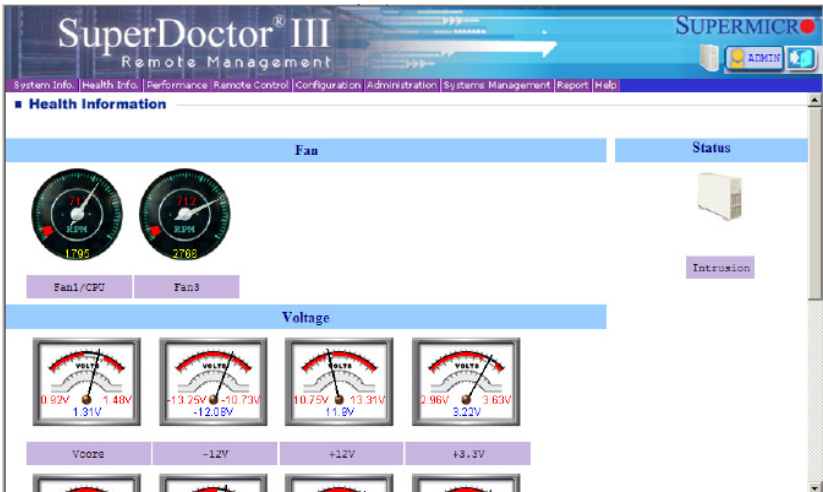 SuperDoctor® III
Remote Management
SUPERMICRO
ADMIN
System Info. Health Info. Performance Remote Control Configuration Administration Systems Management Report Help
Health Information
Fan
Status
712 712
RPM RPM
1795 2766
Fan1/CPU Fan3
Intrusion
Voltage
VOLTS VOLTS VOLTS VOLTS
0.92V 1.48V -13.25V -10.73V 10.75V 13.31V 2.96V 3.63V
1.31V -12.08V 11.9V 3.22V
Vcore -12V +12V +3.3V